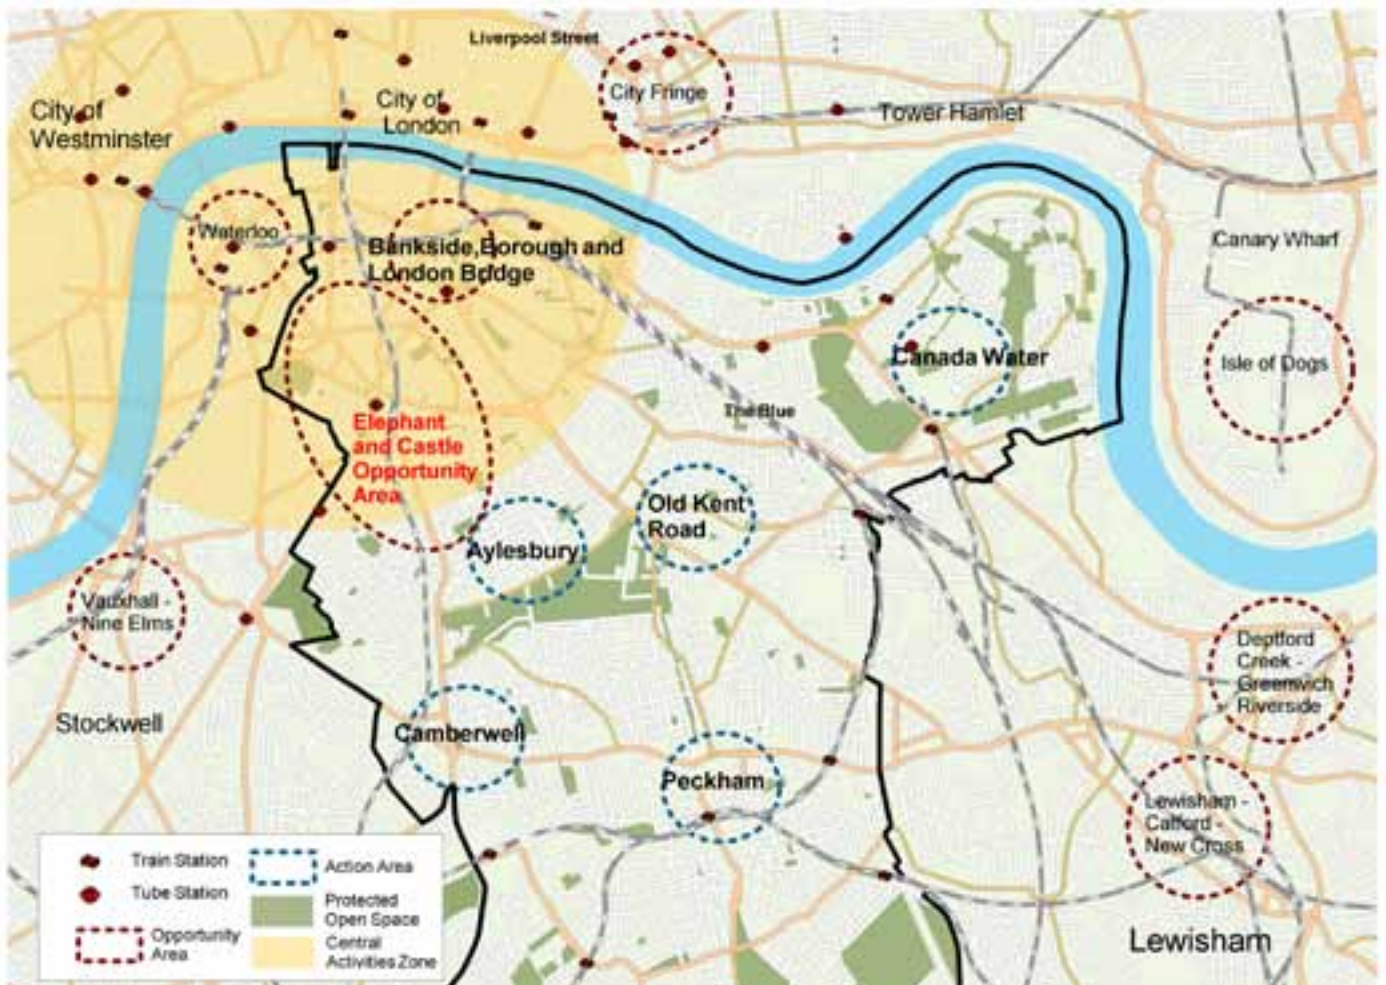 Liverpool Street
City Fringe
City of
Westminster
City of
London
Tower Hamlet
Waterloo
Bankside,Borough and
London Bridge
Canary Wharf
Canada Water
Isle of Dogs
The Blue
Elephant
and Castle
Opportunity
Area
Old Kent
Road
Aylesbury
Vauxhall -
Nine Elms
Deptford
Creek -
Greenwich
Riverside
Stockwell
Camberwell
Peckham
Lewisham -
Catford -
New Cross
Lewisham
Train Station
Tube Station
Opportunity
Area
Action Area
Protected
Open Space
Central
Activities Zone